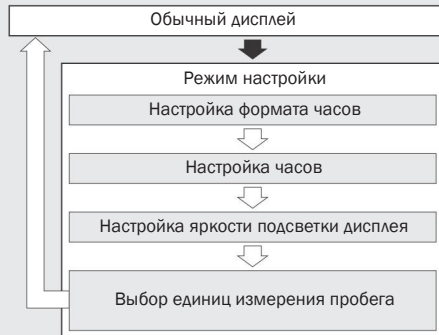 Обычный дисплей
Режим настройки
Настройка формата часов
Настройка часов
Настройка яркости подсветки дисплея
Выбор единиц измерения пробега